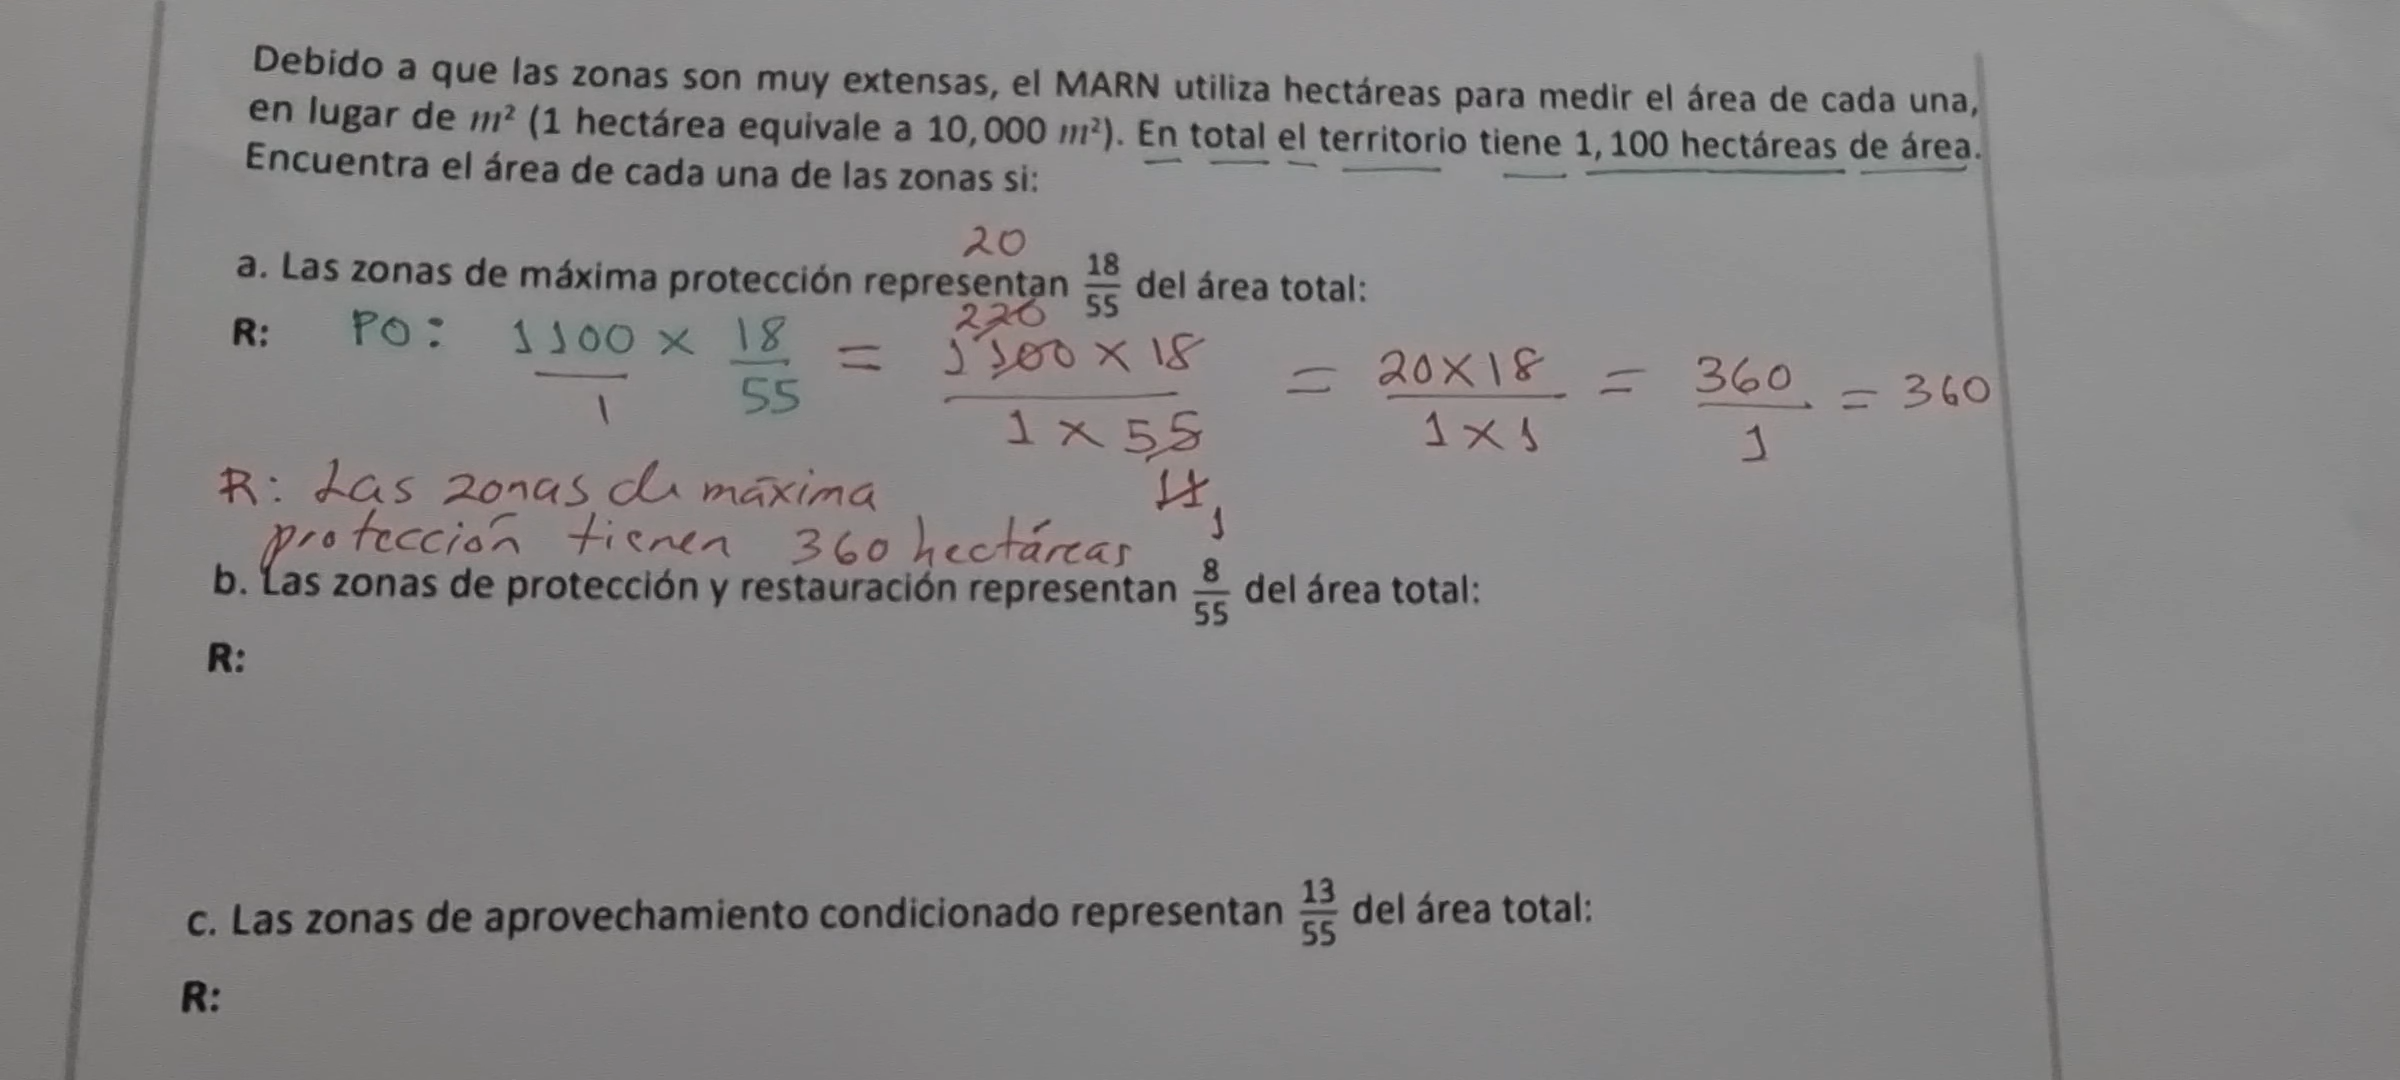 Debido a que las zonas son muy extensas, el MARN utiliza hectáreas para medir el área de cada una,
en lugar de m² (1 hectárea equivale a 10,000 m²). En total el territorio tiene 1,100 hectáreas de área.
Encuentra el área de cada una de las zonas si:
20
a. Las zonas de máxima protección representan 18/55 del área total:
220
R: PO: 1100/1 × 18/55 = 1100 × 18/1 × 55 = 20×18/1×1 = 360/1 = 360
11
1
R: Las zonas de máxima
protección tienen 360 hectáreas
b. Las zonas de protección y restauración representan 8/55 del área total:
R:
c. Las zonas de aprovechamiento condicionado representan 13/55 del área total:
R: